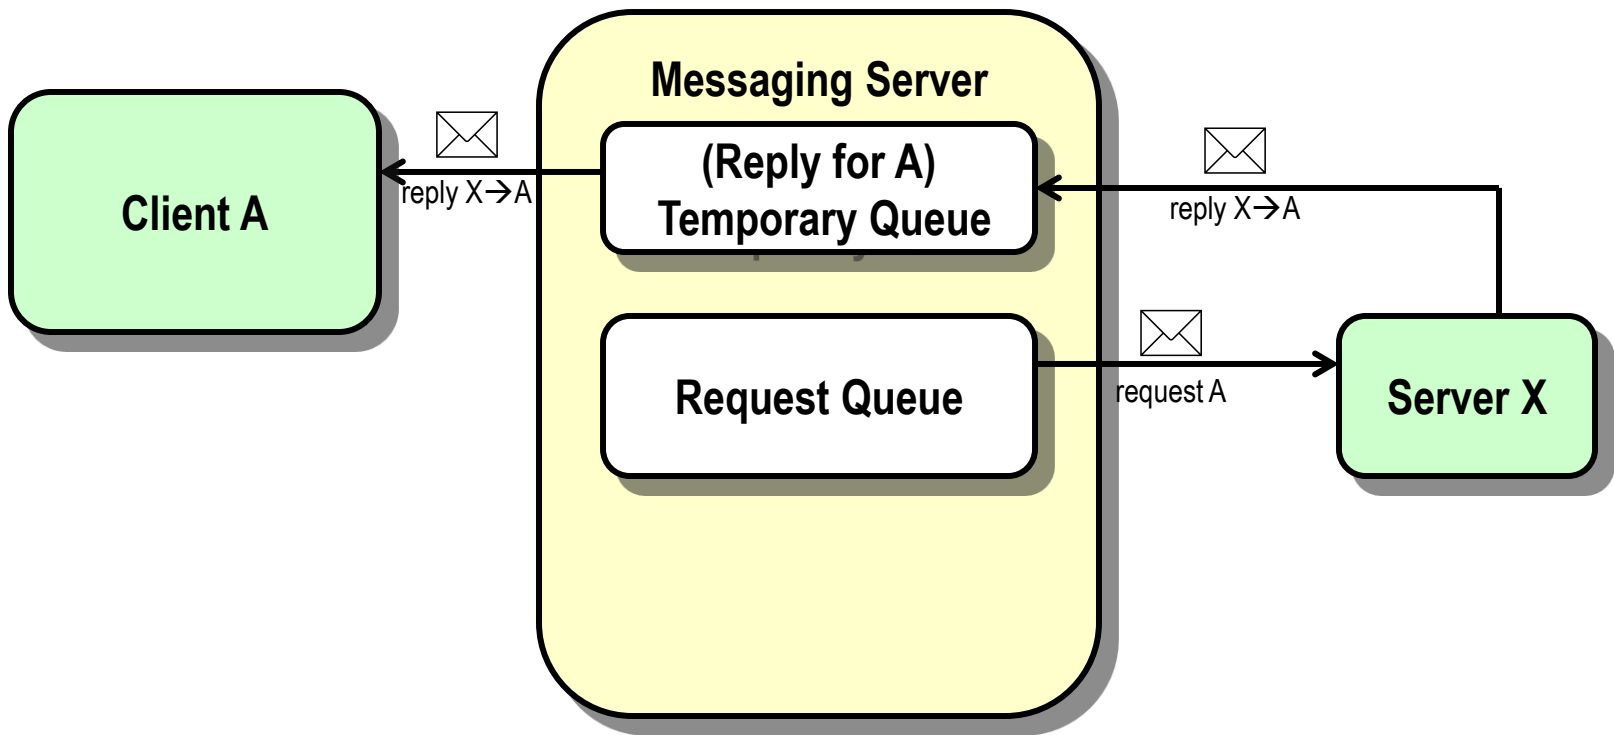 Messaging Server
Client A
reply X→A
(Reply for A)
Temporary Queue
reply X→A
Request Queue
request A
Server X